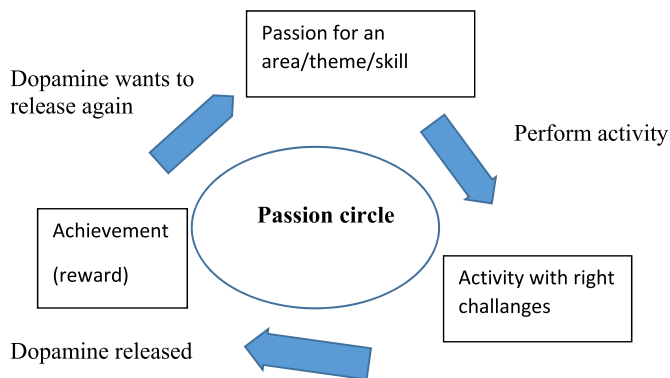 Passion for an
area/theme/skill
Dopamine wants to
release again
Perform activity
Passion circle
Achievement
(reward)
Activity with right
challanges
Dopamine released